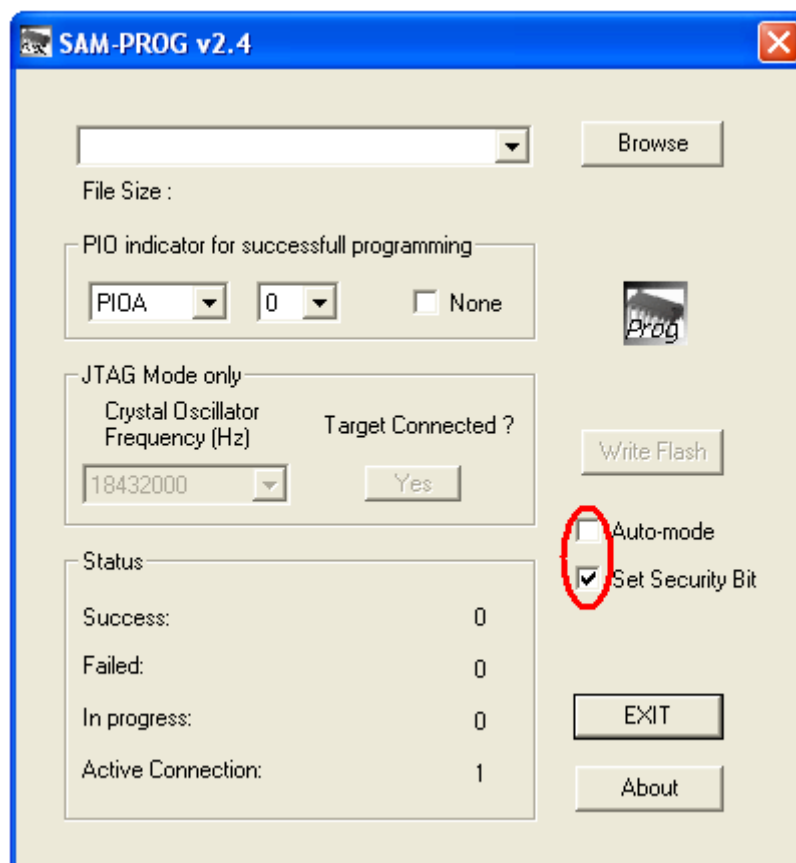 SAM-PROG v2.4
Browse
File Size :
PIO indicator for successfull programming
PIOA 0 None
Prog
JTAG Mode only
Crystal Oscillator
Frequency (Hz)
Target Connected ?
18432000 Yes
Write Flash
Auto-mode
Set Security Bit
Status
Success: 0
Failed: 0
In progress: 0
Active Connection: 1
EXIT
About